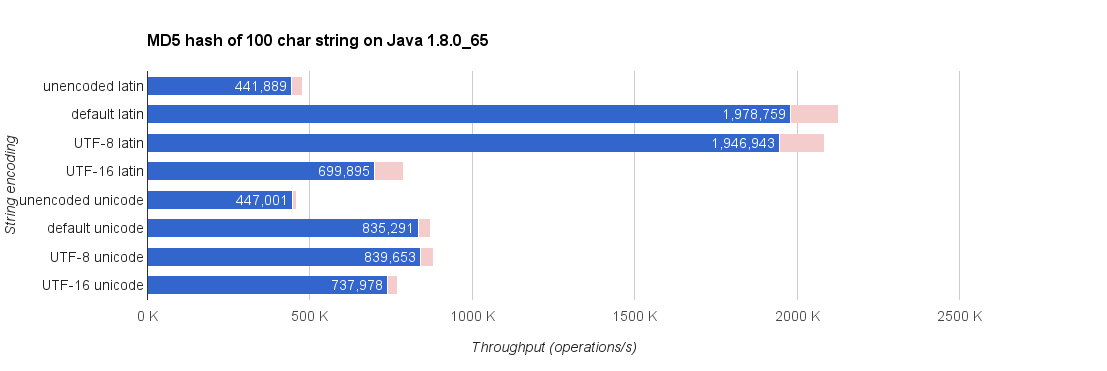 MD5 hash of 100 char string on Java 1.8.0_65
unencoded latin 441,889
default latin 1,978,759
UTF-8 latin 1,946,943
UTF-16 latin 699,895
unencoded unicode 447,001
default unicode 835,291
UTF-8 unicode 839,653
UTF-16 unicode 737,978
String encoding
0 K 500 K 1000 K 1500 K 2000 K 2500 K
Throughput (operations/s)